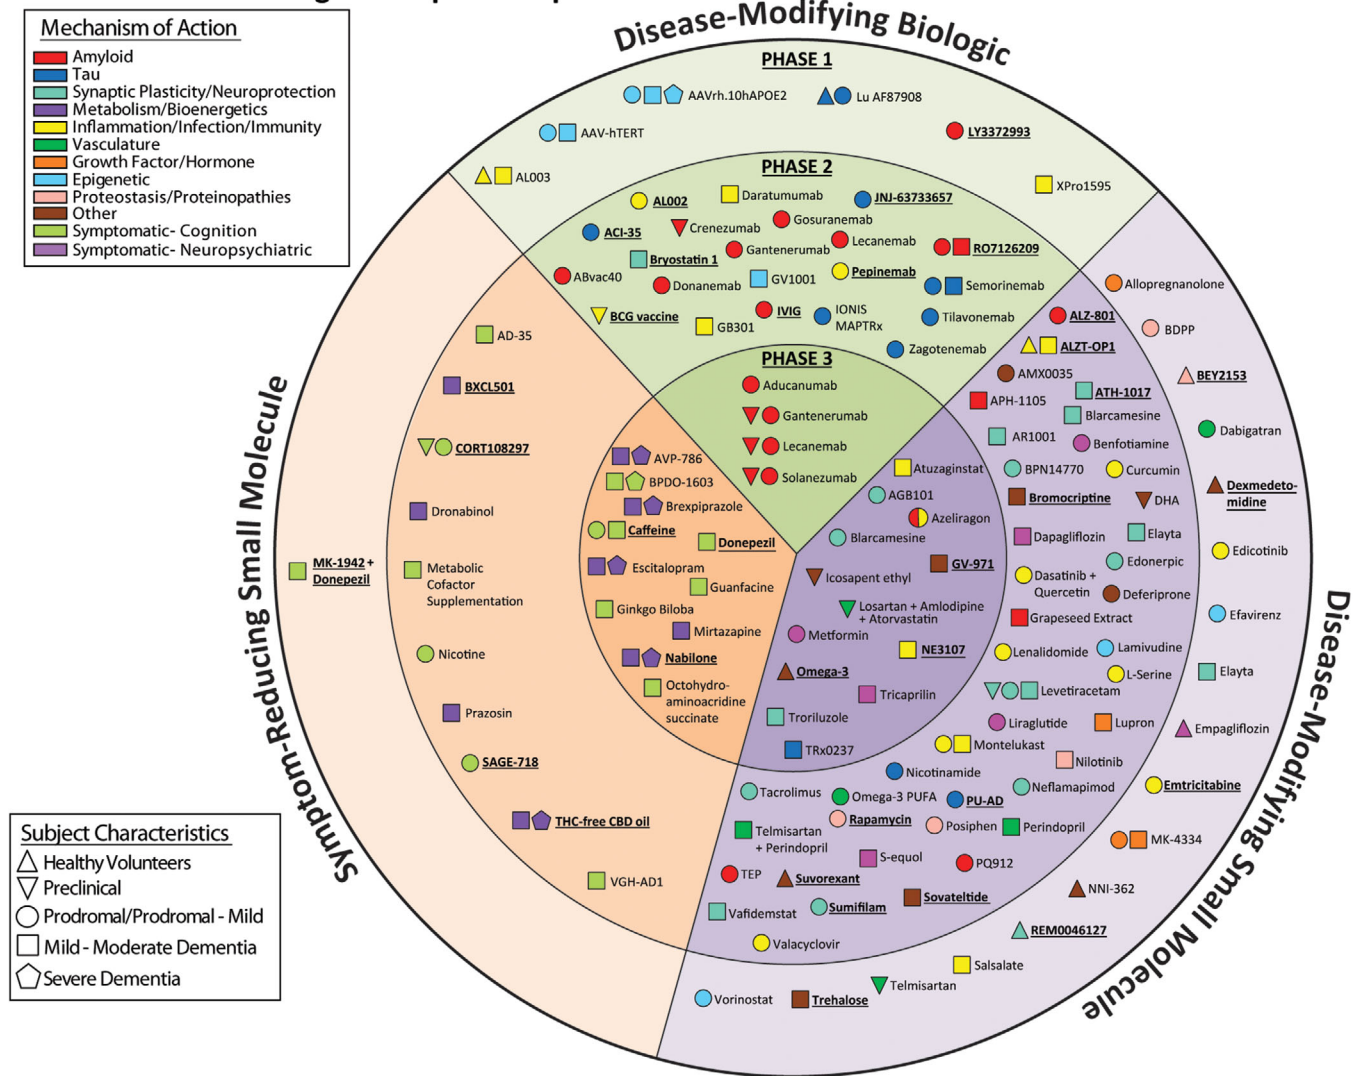 Mechanism of Action
Amyloid
Tau
Synaptic Plasticity/Neuroprotection
Metabolism/Bioenergetics
Inflammation/Infection/Immunity
Vasculature
Growth Factor/Hormone
Epigenetic
Proteostasis/Proteinopathies
Other
Symptomatic- Cognition
Symptomatic- Neuropsychiatric
Disease-Modifying Biologic
PHASE 1
AAVrh.10hAPOE2
Lu AF87908
AAV-hTERT
LY3372993
AL003
XPro1595
PHASE 2
AL002
Daratumumab
JNJ-63733657
ACI-35
Crenezumab
Gosuranemab
Lecanemab
Gantenerumab
RO7126209
Bryostatin 1
ABvac40
Donanemab
GV1001
Pepinemab
Semorinemab
BCG vaccine
GB301
IVIG
IONIS
MAPTRx
Tilavonemab
Zagotenemab
PHASE 3
Aducanumab
Gantenerumab
Lecanemab
Solanezumab
Symptom-Reducing Small Molecule
AD-35
BXCL501
CORT108297
Dronabinol
MK-1942 +
Donepezil
Metabolic
Cofactor
Supplementation
Nicotine
Prazosin
SAGE-718
THC-free CBD oil
VGH-AD1
AVP-786
BPDO-1603
Brexpiprazole
Caffeine
Donepezil
Escitalopram
Guanfacine
Ginkgo Biloba
Mirtazapine
Nabilone
Octohydro-
aminoacridine
succinate
Disease-Modifying Small Molecule
Atuzaginstat
AGB101
Azeliragon
Blarcamesine
GV-971
Icosapent ethyl
Losartan + Amlodipine
+ Atorvastatin
Metformin
NE3107
Omega-3
Tricaprilin
Troriluzole
TRx0237
ALZ-801
ALZT-OP1
AMX0035
ATH-1017
APH-1105
Blarcamesine
AR1001
Benfotiamine
BPN14770
Curcumin
Bromocriptine
DHA
Dapagliflozin
Elayta
Edonerpic
Dasatinib +
Quercetin
Deferiprone
Grapeseed Extract
Lenalidomide
Lamivudine
L-Serine
Levetiracetam
Liraglutide
Lupron
Montelukast
Nilotinib
Nicotinamide
Neflamapimod
Tacrolimus
Omega-3 PUFA
PU-AD
Rapamycin
Posiphen
Perindopril
Telmisartan
+ Perindopril
S-equol
PQ912
TEP
Suvorexant
Sovateltide
Vafidemstat
Sumifilam
Valacyclovir
Allopregnanolone
BDPP
BEY2153
Dabigatran
Dexmedeto-
midine
Edicotinib
Efavirenz
Elayta
Empagliflozin
Emtricitabine
MK-4334
NNI-362
REM0046127
Salsalate
Telmisartan
Trehalose
Vorinostat
Subject Characteristics
Healthy Volunteers
Preclinical
Prodromal/Prodromal - Mild
Mild - Moderate Dementia
Severe Dementia